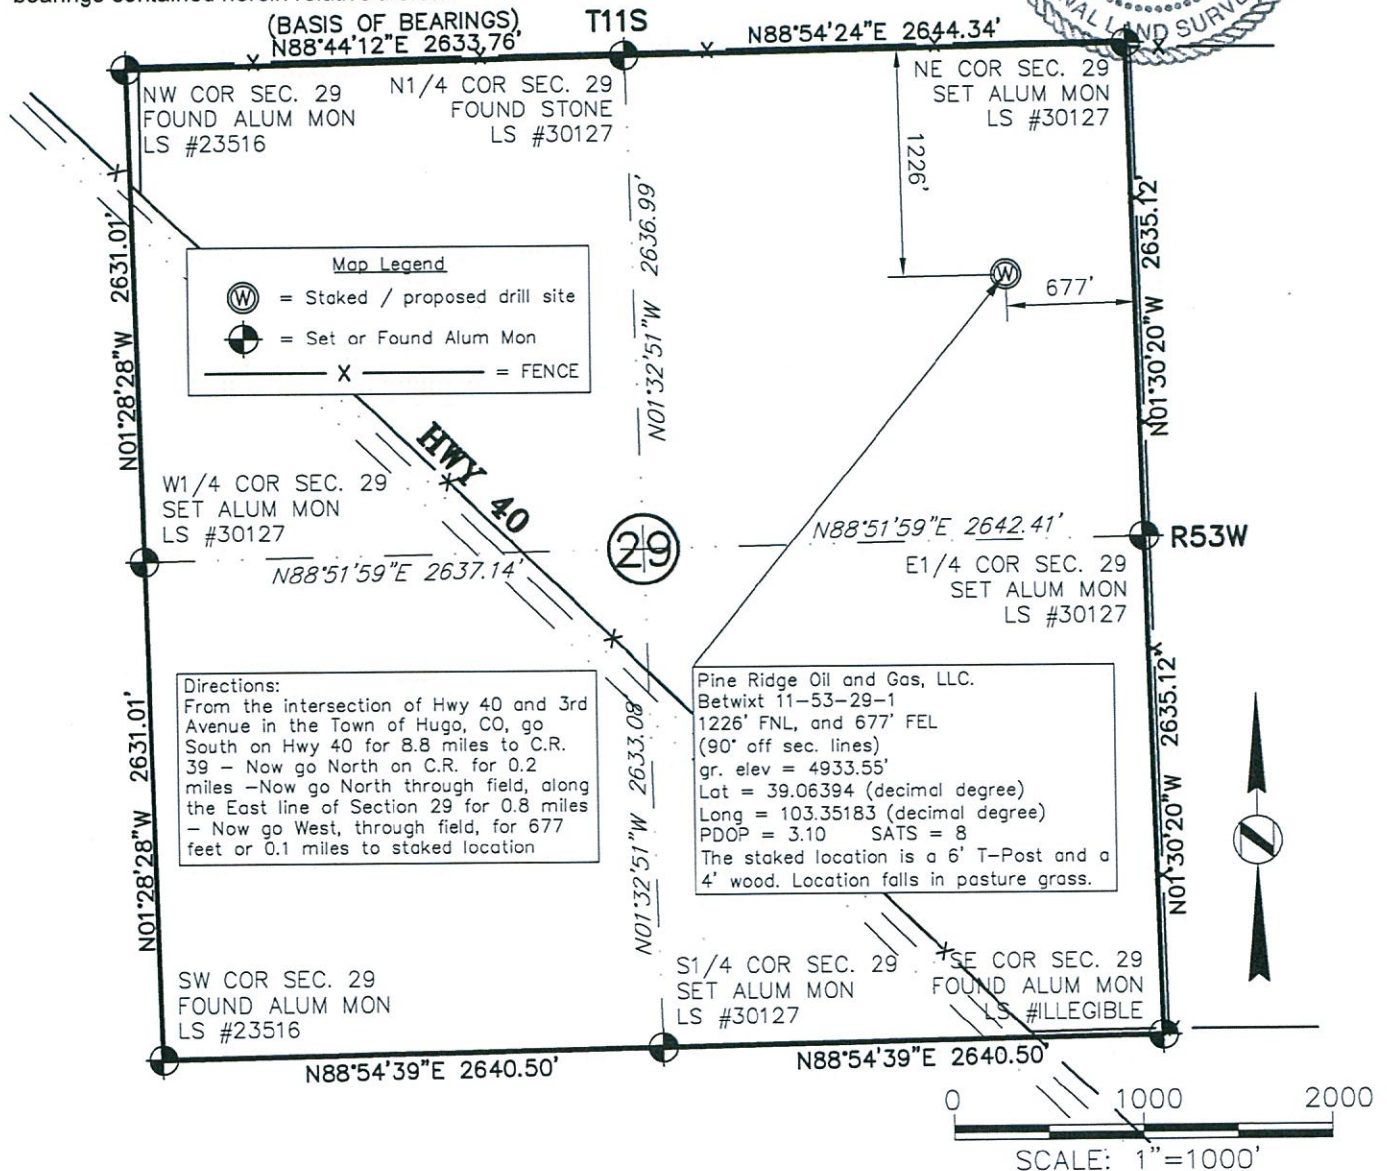 bearings contained herein relative
NAL LAND SURVE
(BASIS OF BEARINGS)
T11S
N88°44'12"E 2633.76'
N88°54'24"E 2644.34'
NW COR SEC. 29
FOUND ALUM MON
LS #23516
N1/4 COR SEC. 29
FOUND STONE
LS #30127
NE COR SEC. 29
SET ALUM MON
LS #30127
1226'
677'
W
N01°28'28"W 2631.01'
N01°32'51"W 2636.99'
N01°30'20"W 2635.12'
Map Legend
W = Staked / proposed drill site
= Set or Found Alum Mon
X = FENCE
HWY 40
W1/4 COR SEC. 29
SET ALUM MON
LS #30127
29
N88°51'59"E 2637.14'
N88°51'59"E 2642.41'
R53W
E1/4 COR SEC. 29
SET ALUM MON
LS #30127
Directions:
From the intersection of Hwy 40 and 3rd
Avenue in the Town of Hugo, CO, go
South on Hwy 40 for 8.8 miles to C.R.
39 – Now go North on C.R. for 0.2
miles –Now go North through field, along
the East line of Section 29 for 0.8 miles
– Now go West, through field, for 677
feet or 0.1 miles to staked location
Pine Ridge Oil and Gas, LLC.
Betwixt 11–53–29–1
1226' FNL, and 677' FEL
(90° off sec. lines)
gr. elev = 4933.55'
Lat = 39.06394 (decimal degree)
Long = 103.35183 (decimal degree)
PDOP = 3.10 SATS = 8
The staked location is a 6' T–Post and a
4' wood. Location falls in pasture grass.
N01°28'28"W 2631.01'
N01°32'51"W 2633.08'
N01°30'20"W 2635.12
SW COR SEC. 29
FOUND ALUM MON
LS #23516
S1/4 COR SEC. 29
SET ALUM MON
LS #30127
SE COR SEC. 29
FOUND ALUM MON
LS #ILLEGIBLE
N88°54'39"E 2640.50'
N88°54'39"E 2640.50'
0 1000 2000
SCALE: 1"=1000'